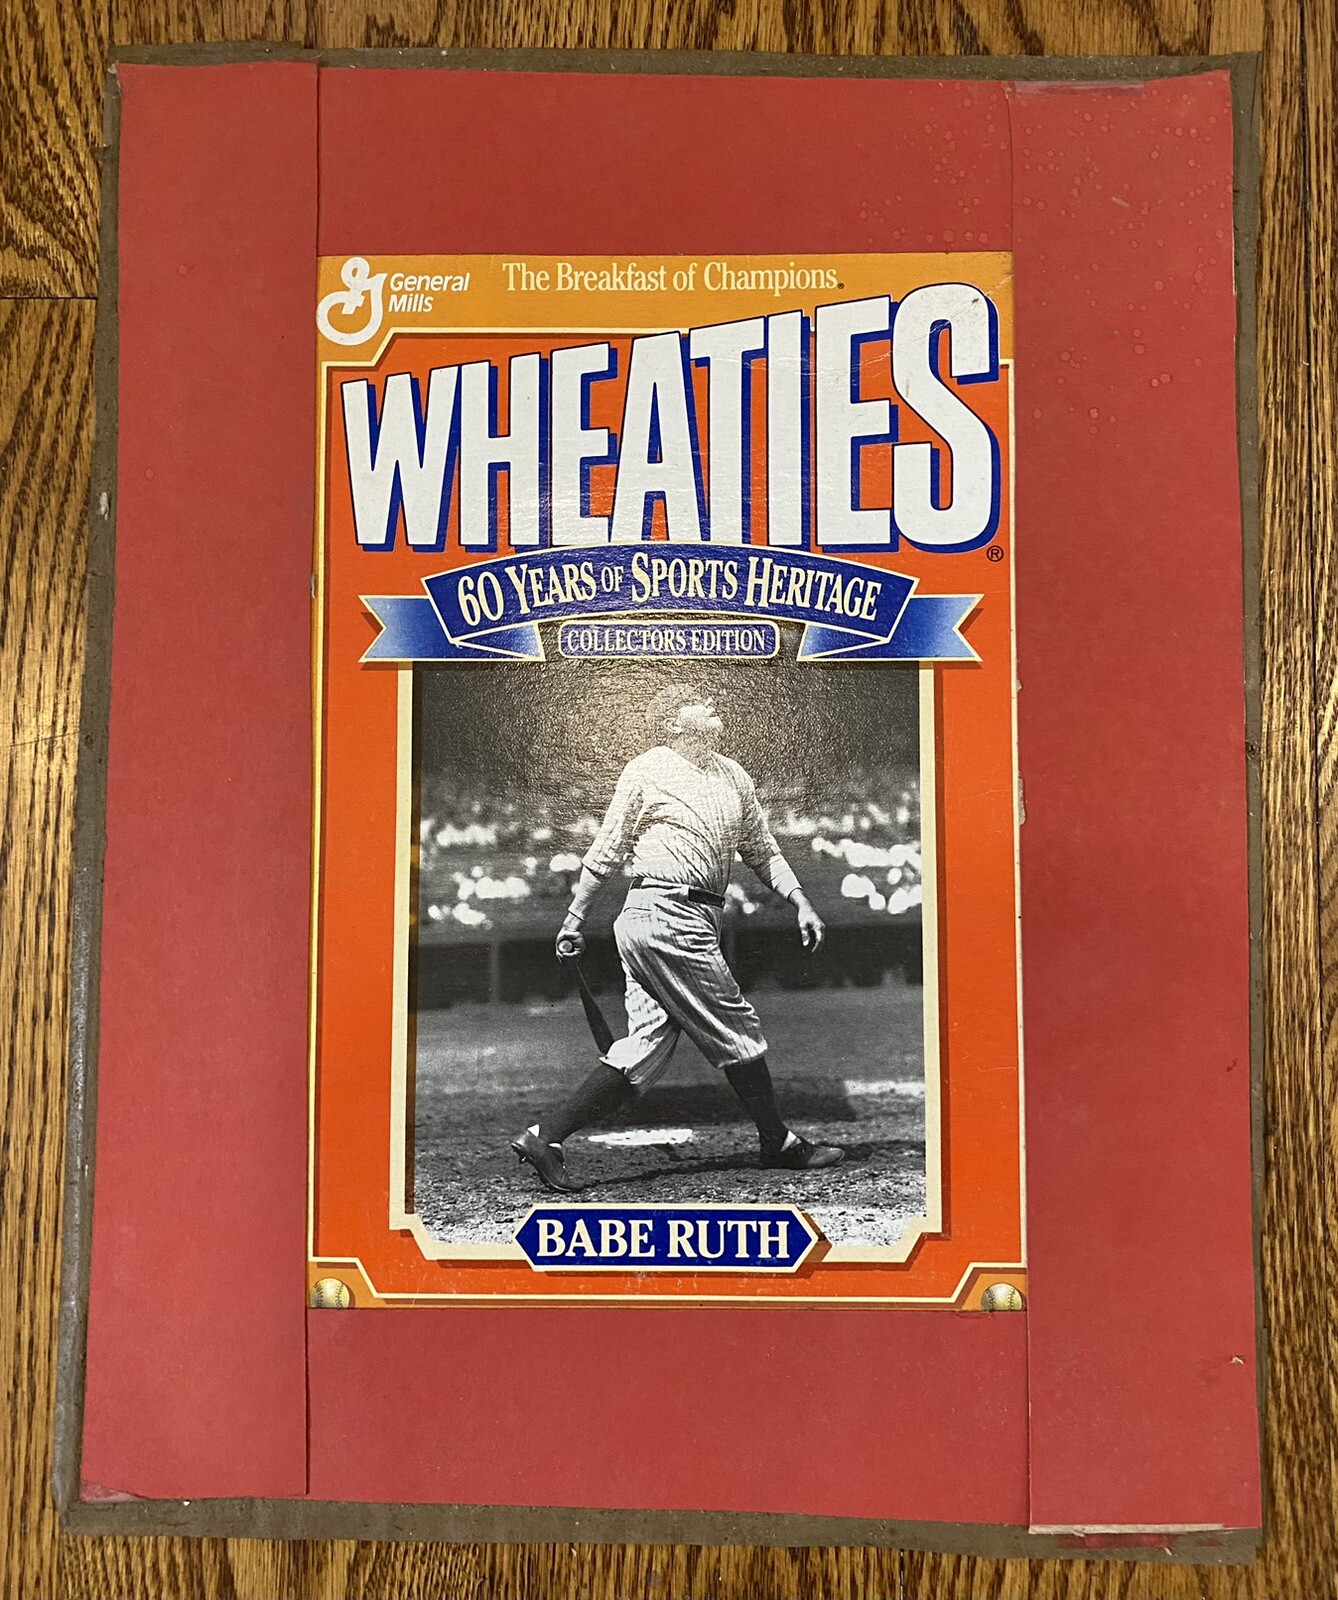 General
Mills
The Breakfast of Champions®
WHEATIES®
60 YEARS OF SPORTS HERITAGE
COLLECTORS EDITION
BABE RUTH